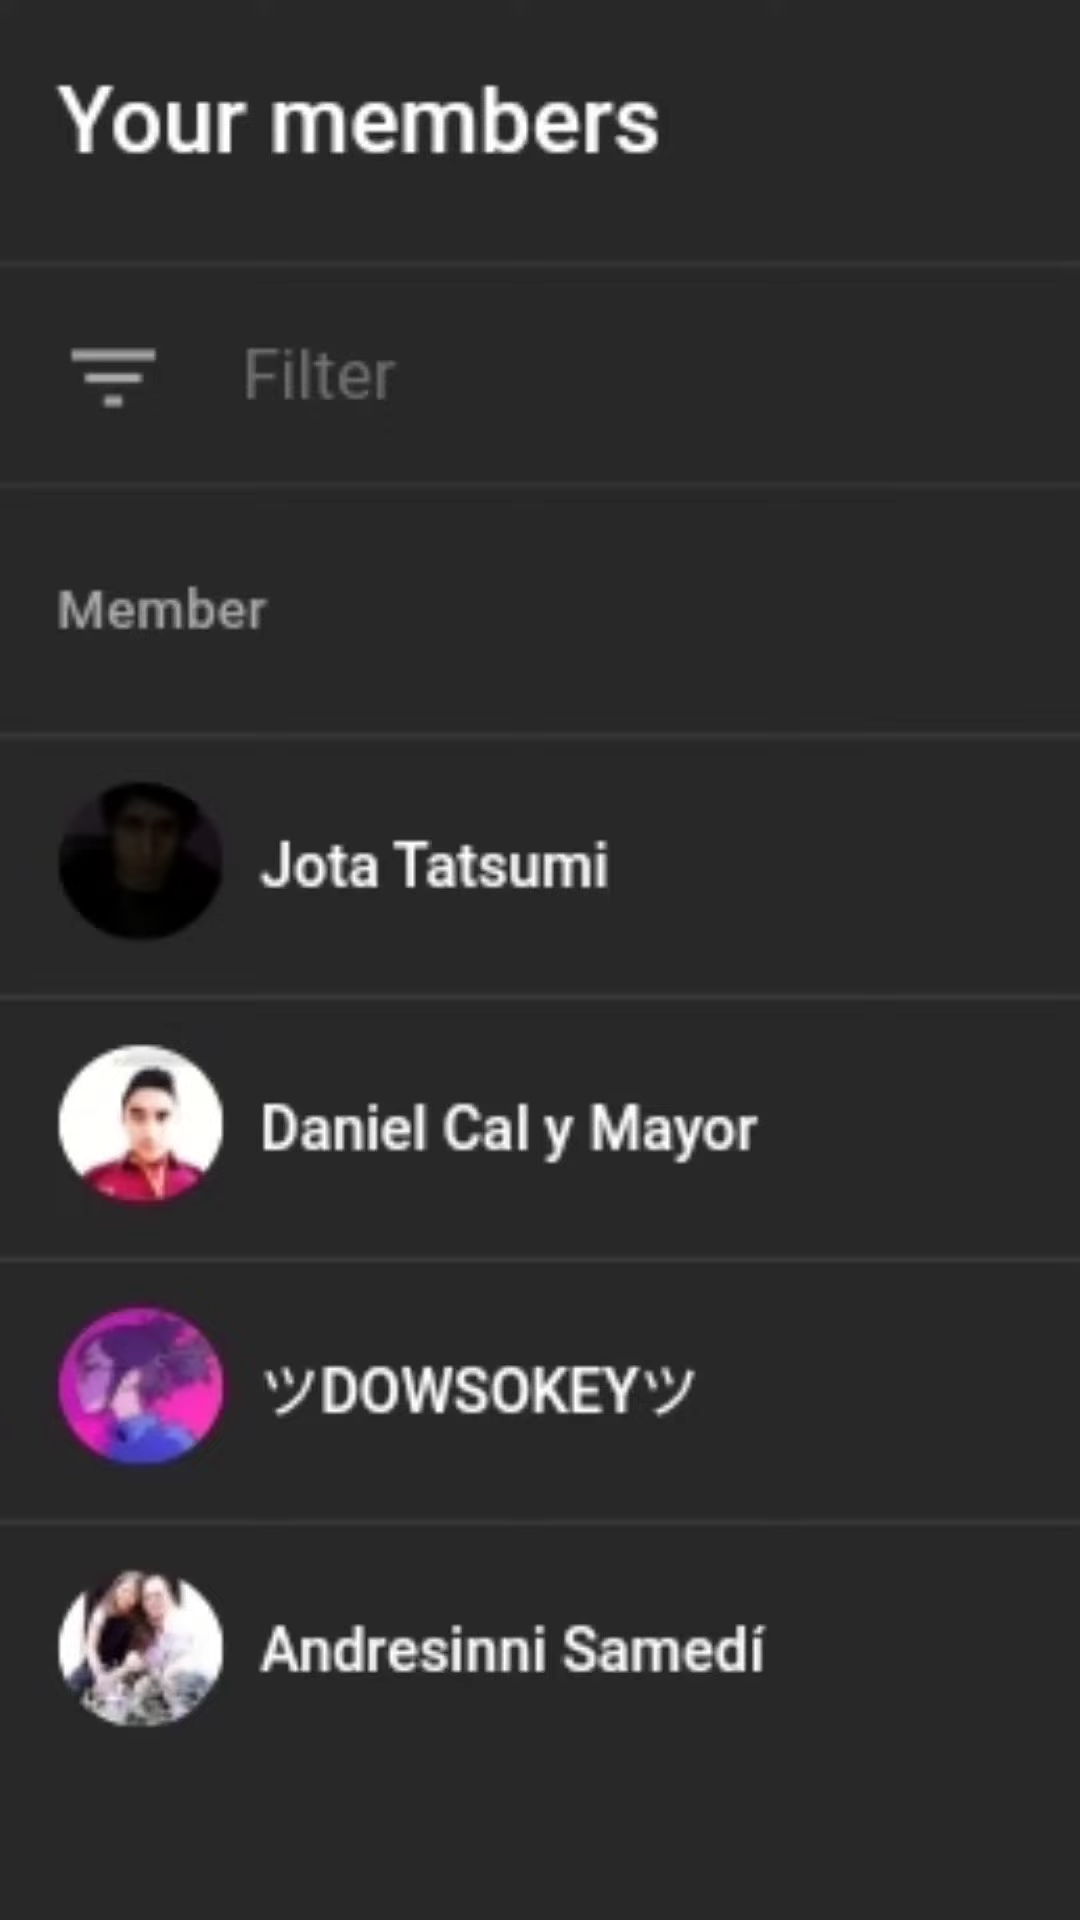 Your members
Filter
Member
Jota Tatsumi
Daniel Cal y Mayor
ツDOWSOKEYツ
Andresinni Samedí